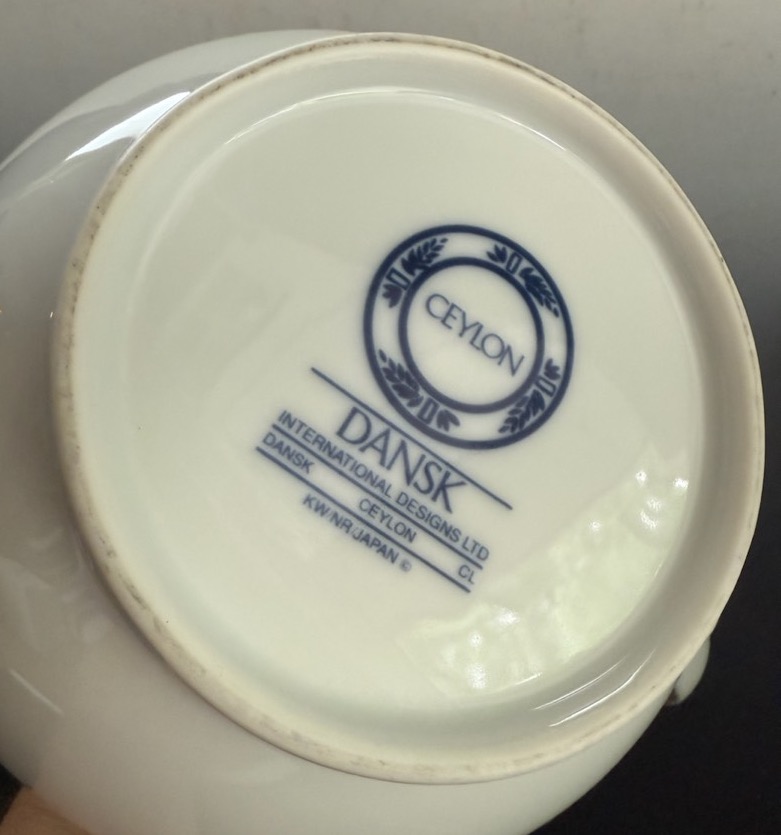 CEYLON
DANSK
INTERNATIONAL DESIGNS LTD
DANSK CEYLON CL
KW/NR/JAPAN ©